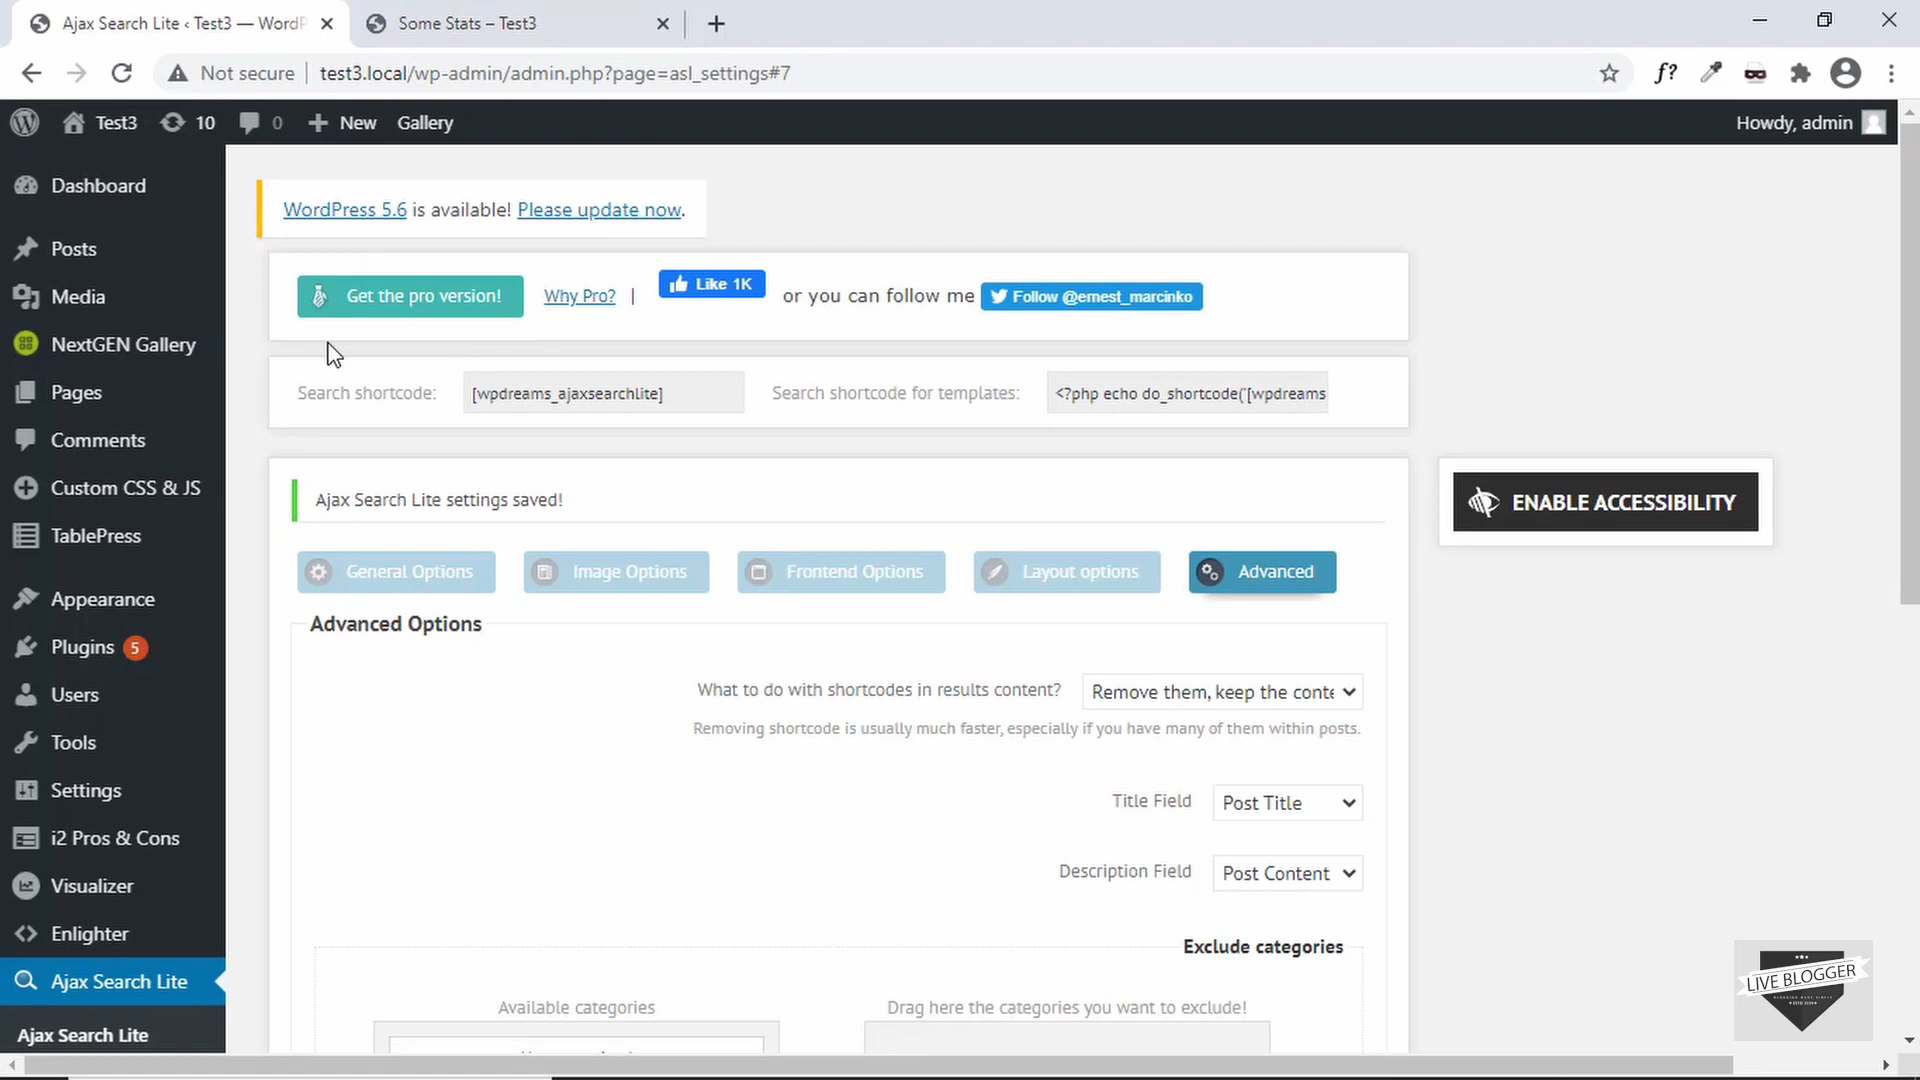 Ajax Search Lite ‹ Test3 — WordP
Some Stats – Test3
Not secure
test3.local/wp-admin/admin.php?page=asl_settings#7
Test3
10
0
New
Gallery
Howdy, admin
Dashboard
Posts
Media
NextGEN Gallery
Pages
Comments
Custom CSS & JS
TablePress
Appearance
Plugins 5
Users
Tools
Settings
i2 Pros & Cons
Visualizer
Enlighter
Ajax Search Lite
Ajax Search Lite
WordPress 5.6 is available! Please update now.
Get the pro version!
Why Pro? |
Like 1K
or you can follow me
Follow @ernest_marcinko
Search shortcode:
[wpdreams_ajaxsearchlite]
Search shortcode for templates:
<?php echo do_shortcode('[wpdreams
Ajax Search Lite settings saved!
ENABLE ACCESSIBILITY
General Options
Image Options
Frontend Options
Layout options
Advanced
Advanced Options
What to do with shortcodes in results content?
Remove them, keep the conte
Removing shortcode is usually much faster, especially if you have many of them within posts.
Title Field
Post Title
Description Field
Post Content
Exclude categories
Available categories
Drag here the categories you want to exclude!
LIVE BLOGGER